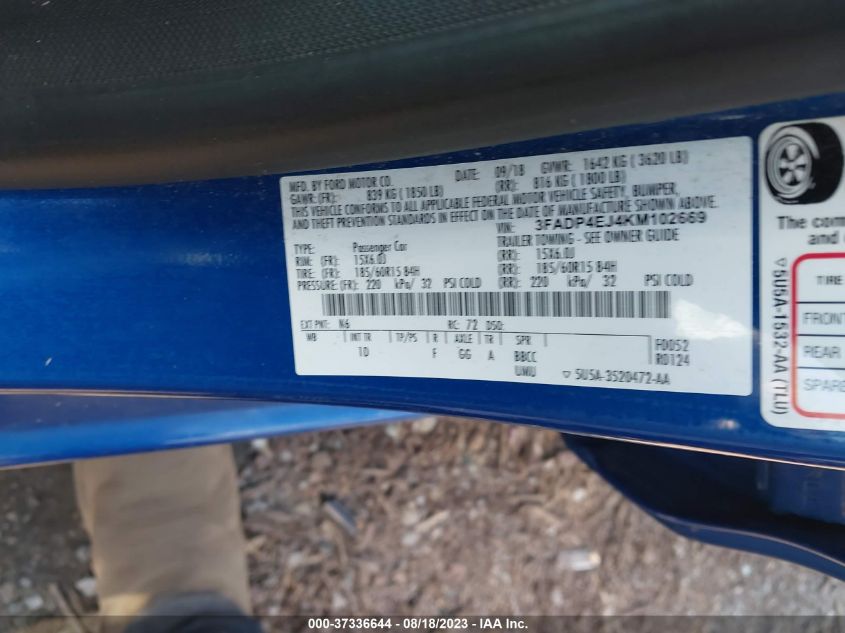 MFD. BY FORD MOTOR CO. DATE: 09/18 GVWR: 1642 KG ( 3620 LB)
GAWR: (FR): 839 KG ( 1850 LB) (RR): 816 KG ( 1800 LB)
THIS VEHICLE CONFORMS TO ALL APPLICABLE FEDERAL MOTOR VEHICLE SAFETY, BUMPER,
AND THEFT PREVENTION STANDARDS IN EFFECT ON THE DATE OF MANUFACTURE SHOWN ABOVE.
VIN: 3FADP4EJ4KM102669
TYPE: Passenger Car TRAILER TOWING - SEE OWNER GUIDE
RIM: (FR): 15X6.0J (RR): 15X6.0J
TIRE: (FR): 185/60R15 84H (RR): 185/60R15 84H
PRESSURE: (FR): 220 kPa/ 32 PSI COLD (RR): 220 kPa/ 32 PSI COLD
EXT PNT: N6 RC: 72 DSO:
WB INT TR TP/PS R AXLE TR SPR F0052
ID F GG A BBCC R0124
UWU ▽ 5U5A-3520472-AA
The com
and c
TIRE
FRONT
REAR
SPARE
▽5U5A-1532-AA (TLU)
000-37336644 - 08/18/2023 - IAA Inc.